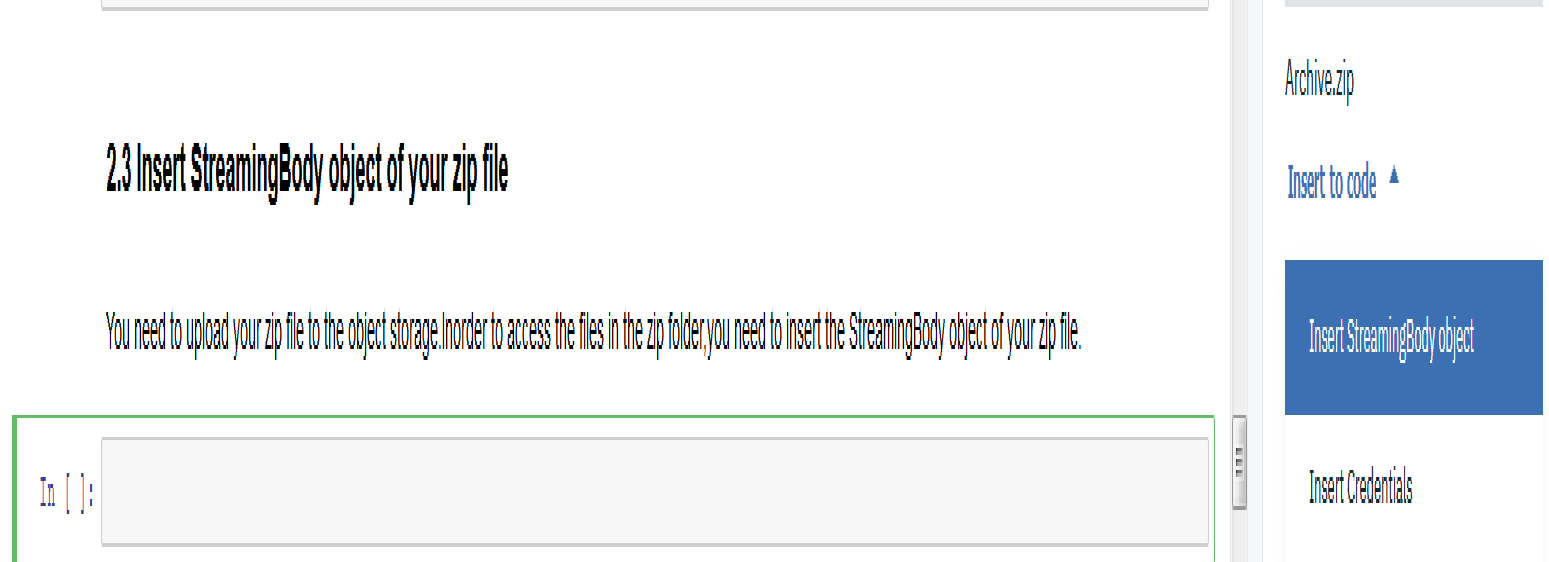 Archive.zip
2.3 Insert StreamingBody object of your zip file
Insert to code ▲
You need to upload your zip file to the object storage.Inorder to access the files in the zip folder,you need to insert the StreamingBody object of your zip file.
Insert StreamingBody object
In [ ]:
Insert Credentials